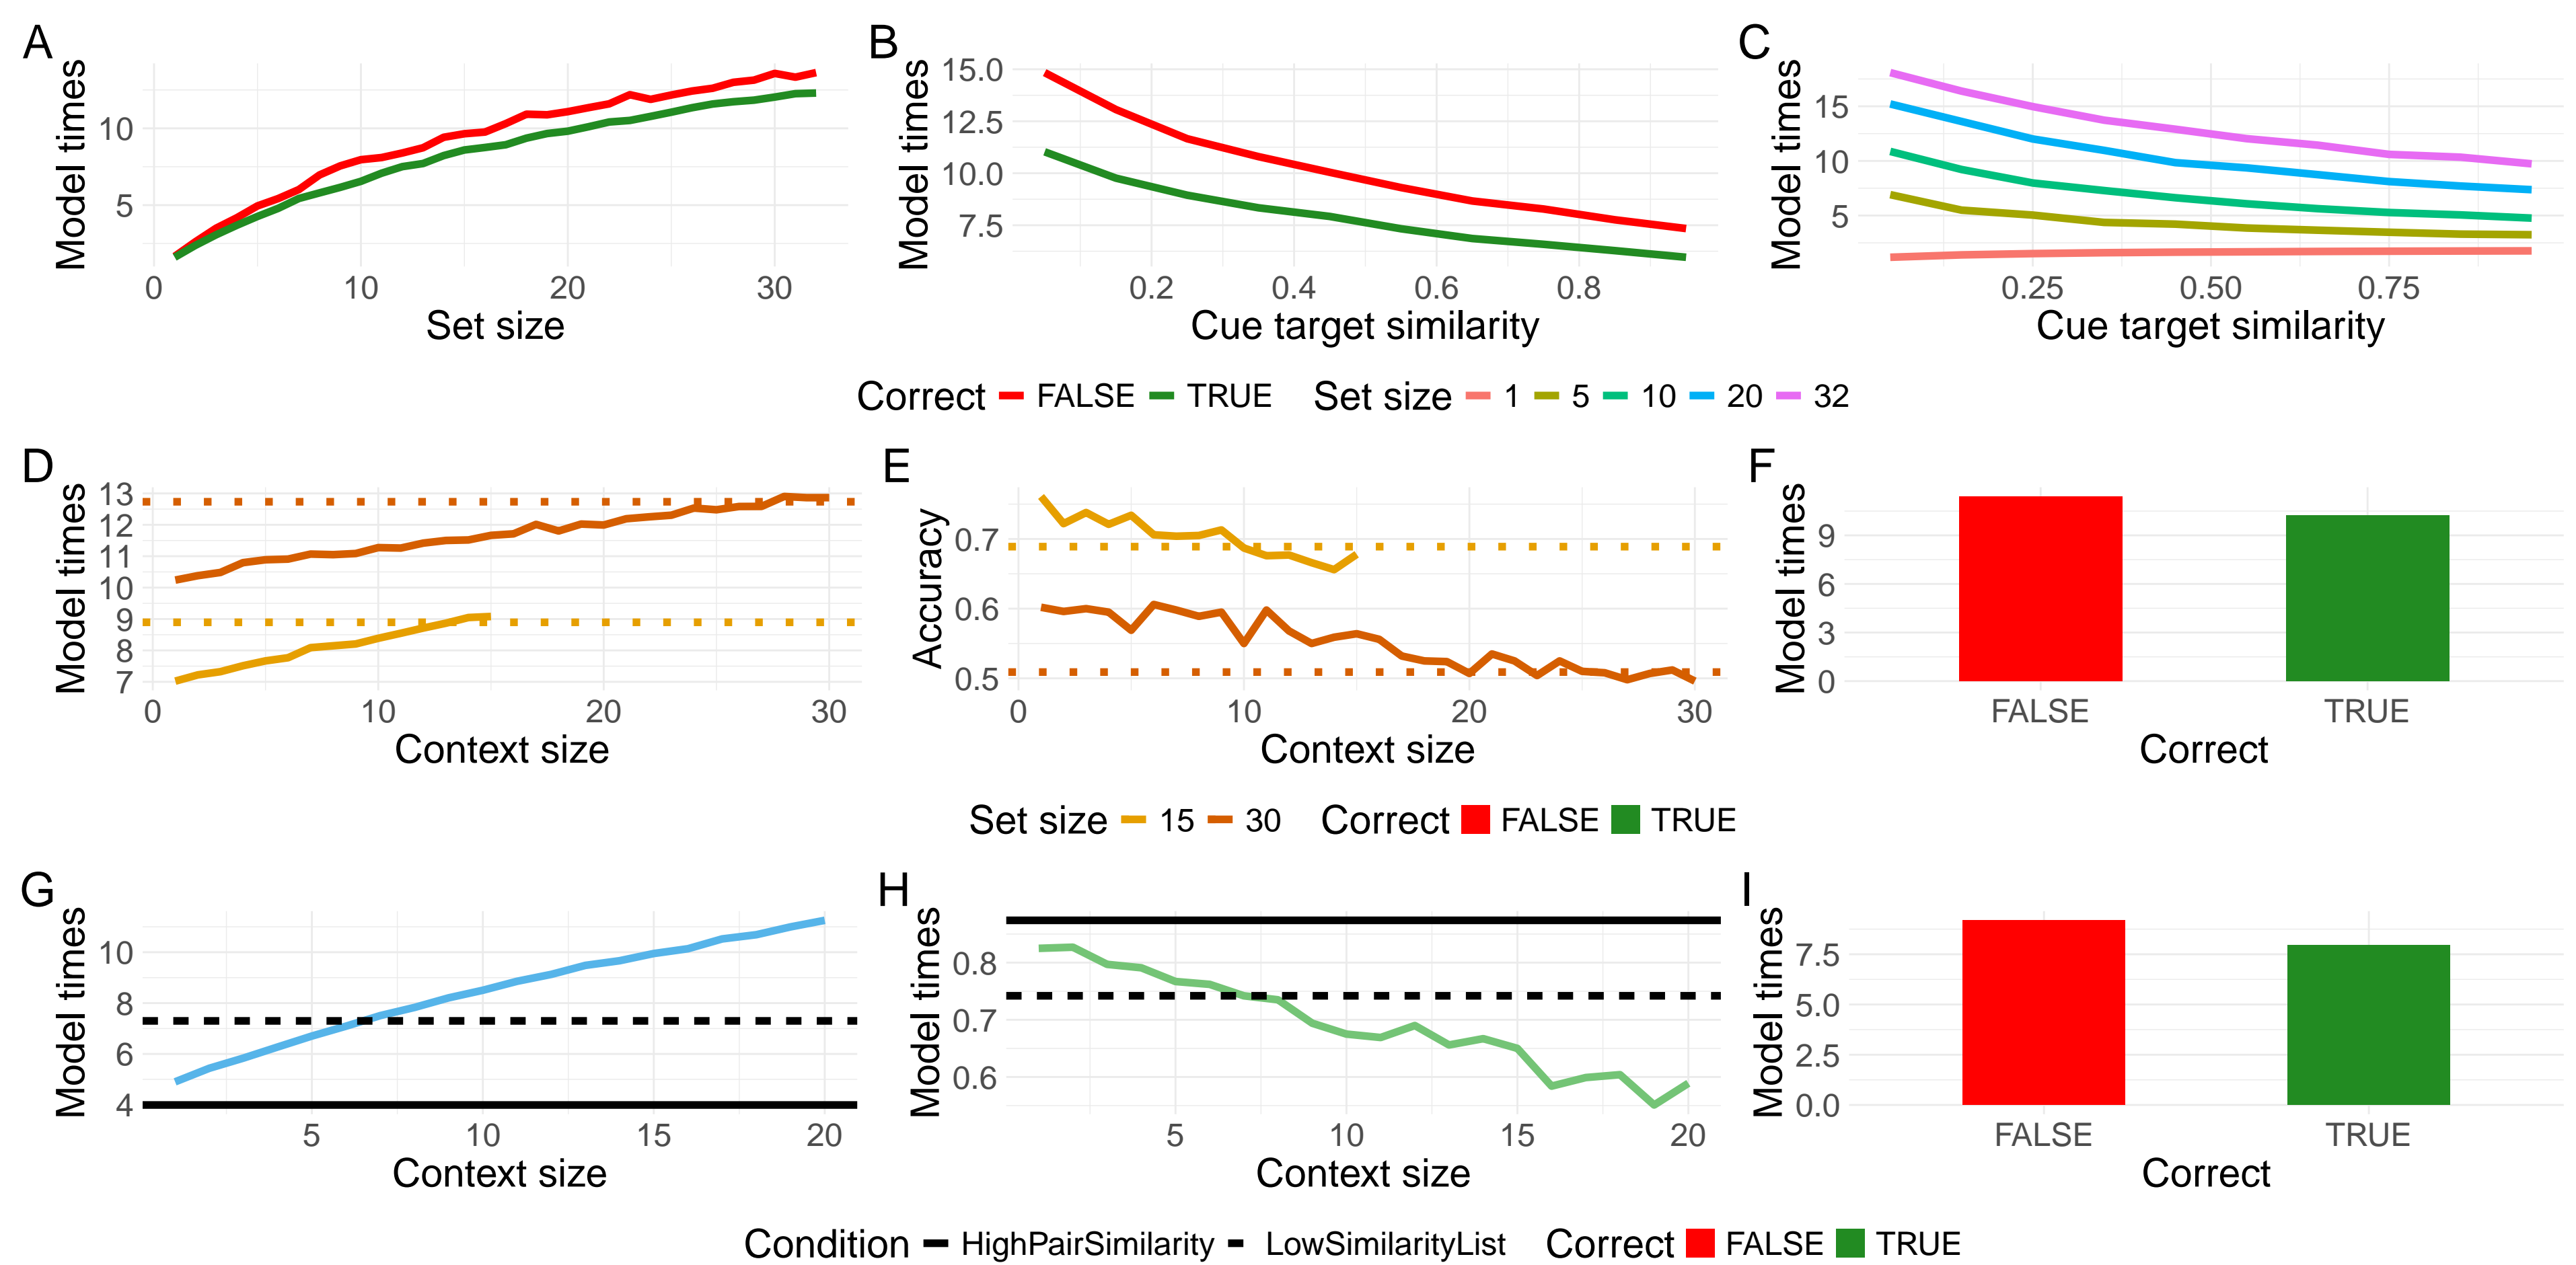 A
Model times
10
5
0 10 20 30
Set size
B
Model times
15.0
12.5
10.0
7.5
0.2 0.4 0.6 0.8
Cue target similarity
C
Model times
15
10
5
0.25 0.50 0.75
Cue target similarity
Correct FALSE TRUE Set size 1 5 10 20 32
D
Model times
13
12
11
10
9
8
7
0 10 20 30
Context size
E
Accuracy
0.7
0.6
0.5
0 10 20 30
Context size
F
Model times
9
6
3
0
FALSE TRUE
Correct
Set size 15 30 Correct FALSE TRUE
G
Model times
10
8
6
4
5 10 15 20
Context size
H
Model times
0.8
0.7
0.6
5 10 15 20
Context size
I
Model times
7.5
5.0
2.5
0.0
FALSE TRUE
Correct
Condition HighPairSimilarity LowSimilarityList Correct FALSE TRUE